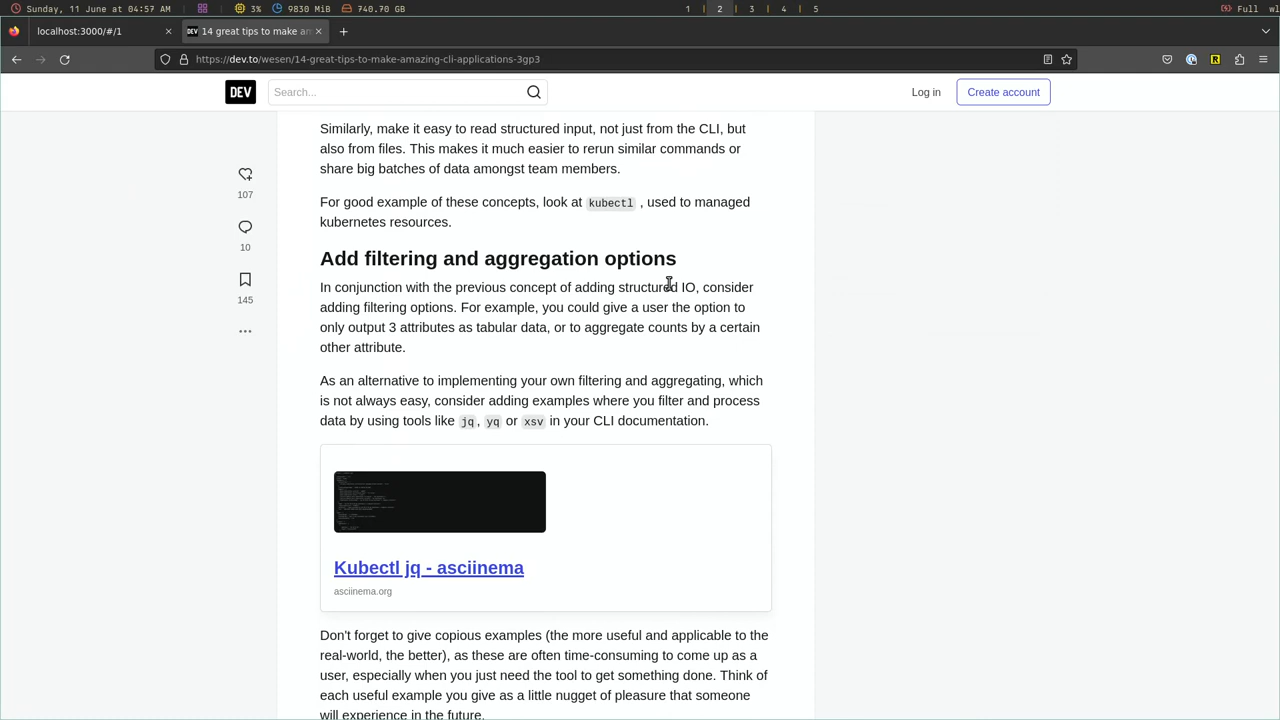 Sunday, 11 June at 04:57 AM
3%
9830 MiB
740.70 GB
1
2
3
4
5
Full
wl
localhost:3000/#/1
DEV 14 great tips to make am
https://dev.to/wesen/14-great-tips-to-make-amazing-cli-applications-3gp3
DEV
Search...
Log in
Create account
Similarly, make it easy to read structured input, not just from the CLI, but
also from files. This makes it much easier to rerun similar commands or
share big batches of data amongst team members.
For good example of these concepts, look at kubectl , used to managed
kubernetes resources.
107
10
145
Add filtering and aggregation options
In conjunction with the previous concept of adding structured IO, consider
adding filtering options. For example, you could give a user the option to
only output 3 attributes as tabular data, or to aggregate counts by a certain
other attribute.
As an alternative to implementing your own filtering and aggregating, which
is not always easy, consider adding examples where you filter and process
data by using tools like jq, yq or xsv in your CLI documentation.
Kubectl jq - asciinema
asciinema.org
Don't forget to give copious examples (the more useful and applicable to the
real-world, the better), as these are often time-consuming to come up as a
user, especially when you just need the tool to get something done. Think of
each useful example you give as a little nugget of pleasure that someone
will experience in the future.